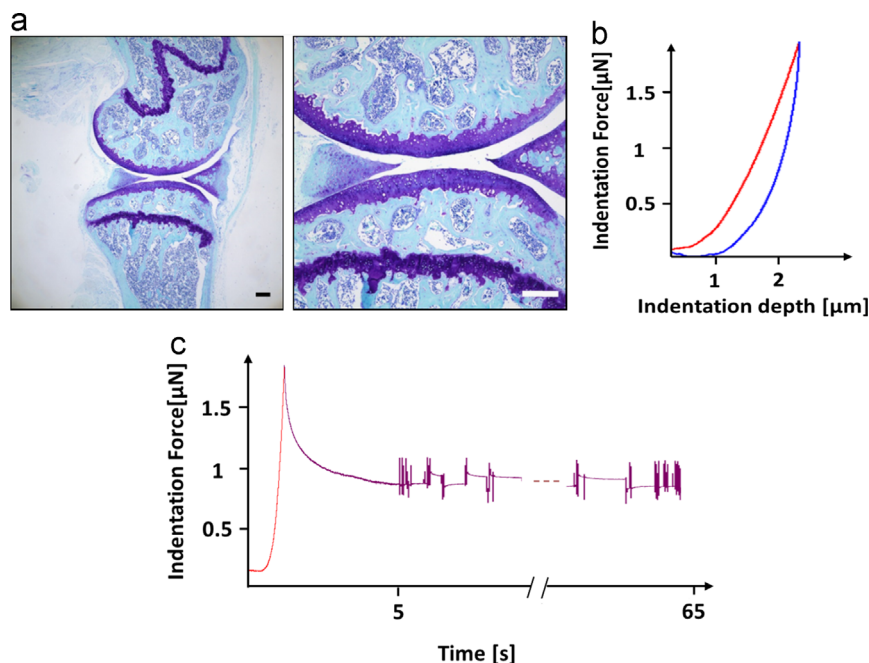 a
b
Indentation Force[µN]
1.5
1
0.5
1
2
Indentation depth [µm]
c
Indentation Force[µN]
1.5
1
0.5
5
65
Time [s]